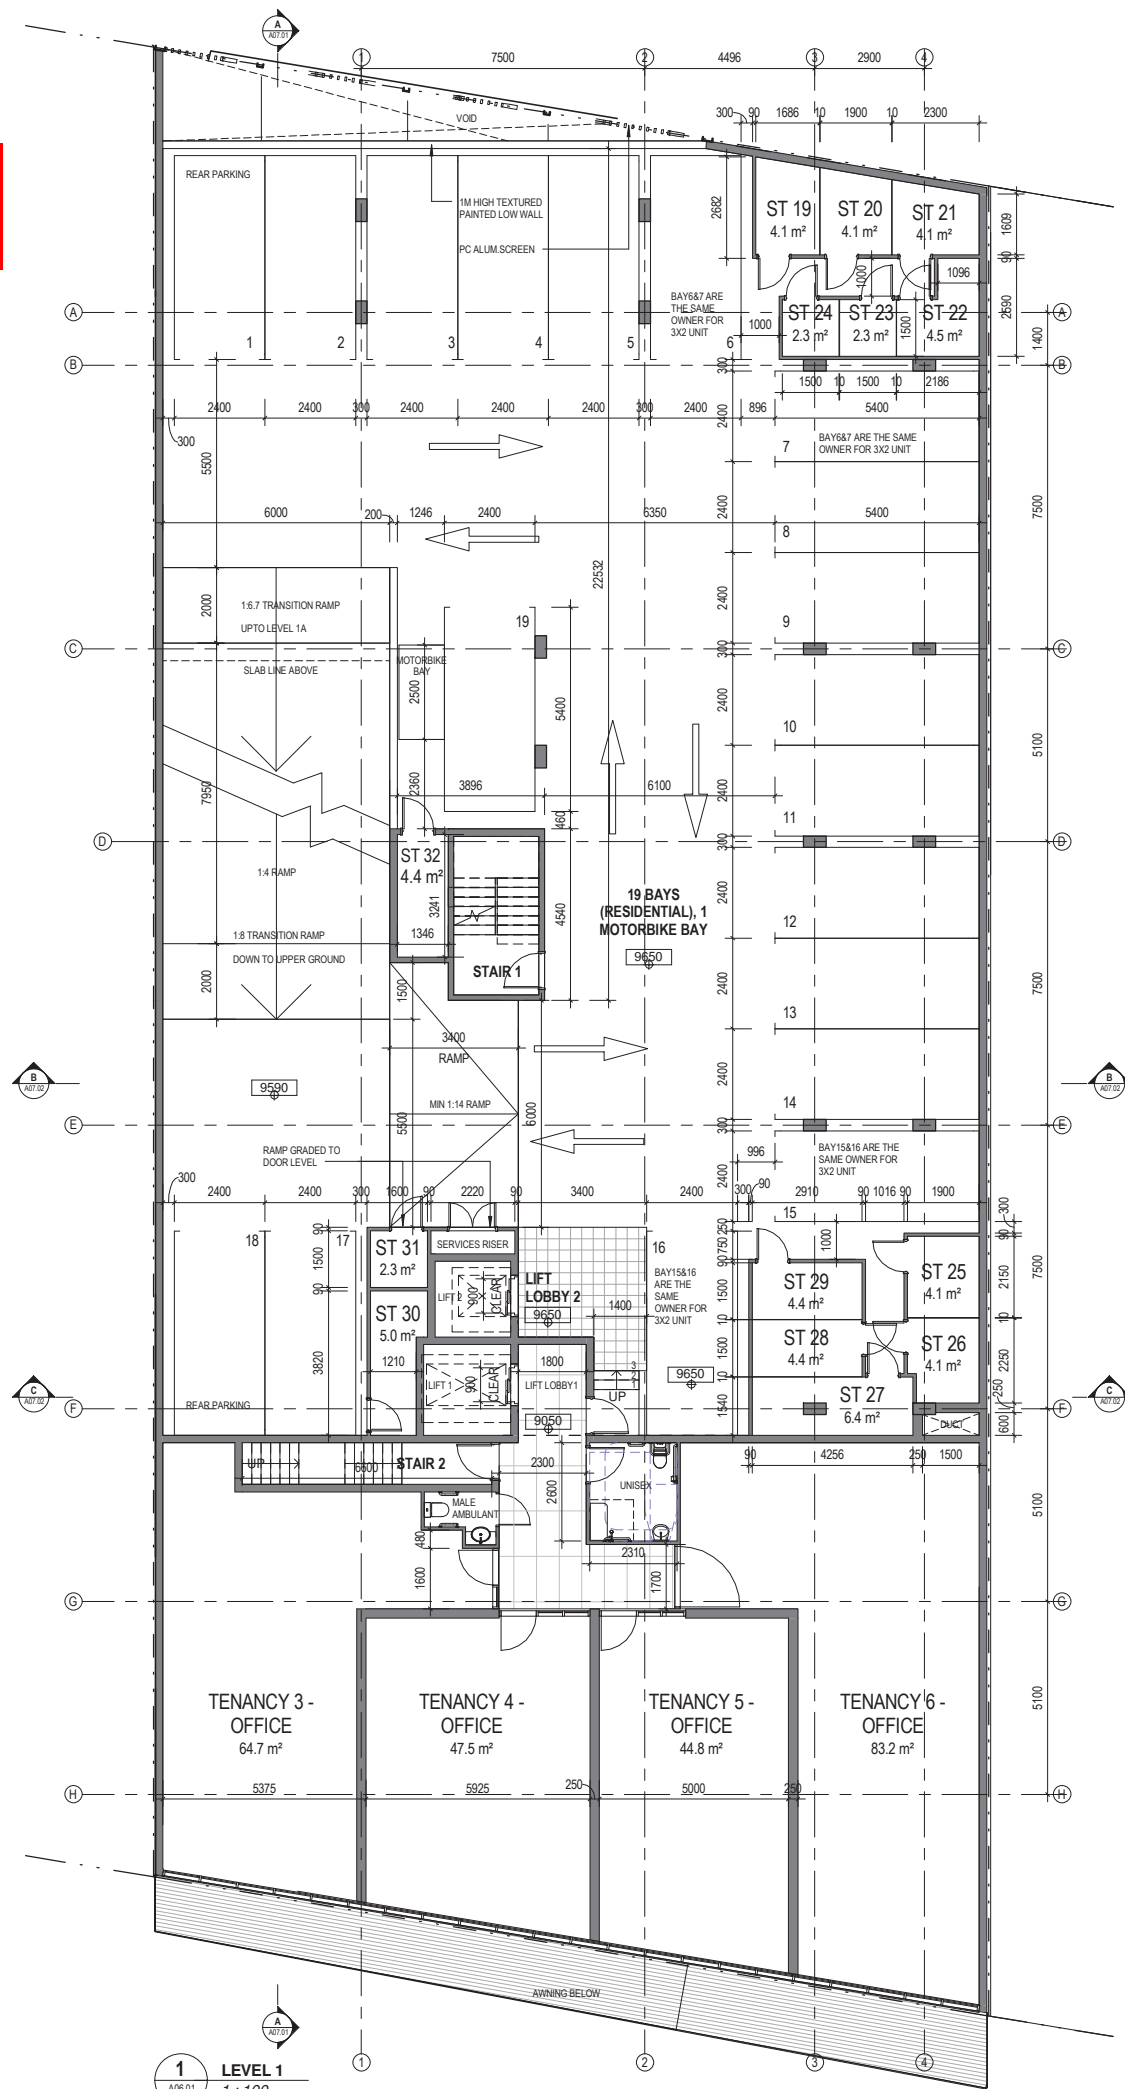 A
A07.01
1
7500
2
4496
3
2900
4
300
90
1686
10
1900
10
2300
VOID
REAR PARKING
1M HIGH TEXTURED
PAINTED LOW WALL
PC ALUM.SCREEN
2682
ST 19
4.1 m²
ST 20
4.1 m²
ST 21
4.1 m²
1609
90
1000
1096
2590
BAY6&7 ARE
THE SAME
OWNER FOR
3X2 UNIT
A
1000
ST 24
2.3 m²
ST 23
2.3 m²
1500
ST 22
4.5 m²
A
1400
1
2
3
4
5
6
B
300
B
1500
10
1500
10
2186
2400
2400
300
2400
2400
2400
300
2400
896
5400
300
5500
2400
7
BAY6&7 ARE THE SAME
OWNER FOR 3X2 UNIT
6000
200
1246
2400
6350
2400
5400
7500
8
22532
2000
1:6.7 TRANSITION RAMP
UPTO LEVEL 1A
2400
19
9
C
MOTORBIKE
BAY
300
C
SLAB LINE ABOVE
2500
5400
2400
10
5100
7950
2360
3896
6100
2400
460
11
D
300
D
ST 32
4.4 m²
1:4 RAMP
3241
4540
19 BAYS
(RESIDENTIAL), 1
MOTORBIKE BAY
2400
12
1:8 TRANSITION RAMP
DOWN TO UPPER GROUND
1346
9650
STAIR 1
2000
1500
2400
7500
13
3400
RAMP
B
A07.02
9590
2400
B
A07.02
MIN 1:14 RAMP
14
E
5500
6000
300
E
RAMP GRADED TO
DOOR LEVEL
996
BAY15&16 ARE THE
SAME OWNER FOR
3X2 UNIT
2400
300
90
2400
2400
300
1600
90
2220
90
3400
2400
300
2910
90
1016
90
1900
15
300
18
17
90
1500
90
ST 31
2.3 m²
SERVICES RISER
16
250
750
90
1000
90
2150
7500
LIFT 2
900
CLEAR
LIFT
LOBBY 2
9650
BAY15&16
ARE THE
SAME
OWNER FOR
3X2 UNIT
ST 29
4.4 m²
ST 25
4.1 m²
ST 30
5.0 m²
1400
10
10
3820
1210
1800
1500
ST 28
4.4 m²
ST 26
4.1 m²
2250
C
A07.02
LIFT 1
900
CLEAR
LIFT LOBBY1
3
2
1
UP
9650
10
250
C
A07.02
REAR PARKING
F
9050
1540
ST 27
6.4 m²
DUCT
600
F
UP
6600
STAIR 2
2300
90
4256
250
1500
2600
UNISEX
MALE
AMBULANT
5100
480
2310
1600
1700
G
G
TENANCY 3 -
OFFICE
64.7 m²
TENANCY 4 -
OFFICE
47.5 m²
TENANCY 5 -
OFFICE
44.8 m²
TENANCY 6 -
OFFICE
83.2 m²
5100
5375
5925
250
5000
250
H
H
AWNING BELOW
A
A07.01
1
2
3
4
1
A06.01
LEVEL 1